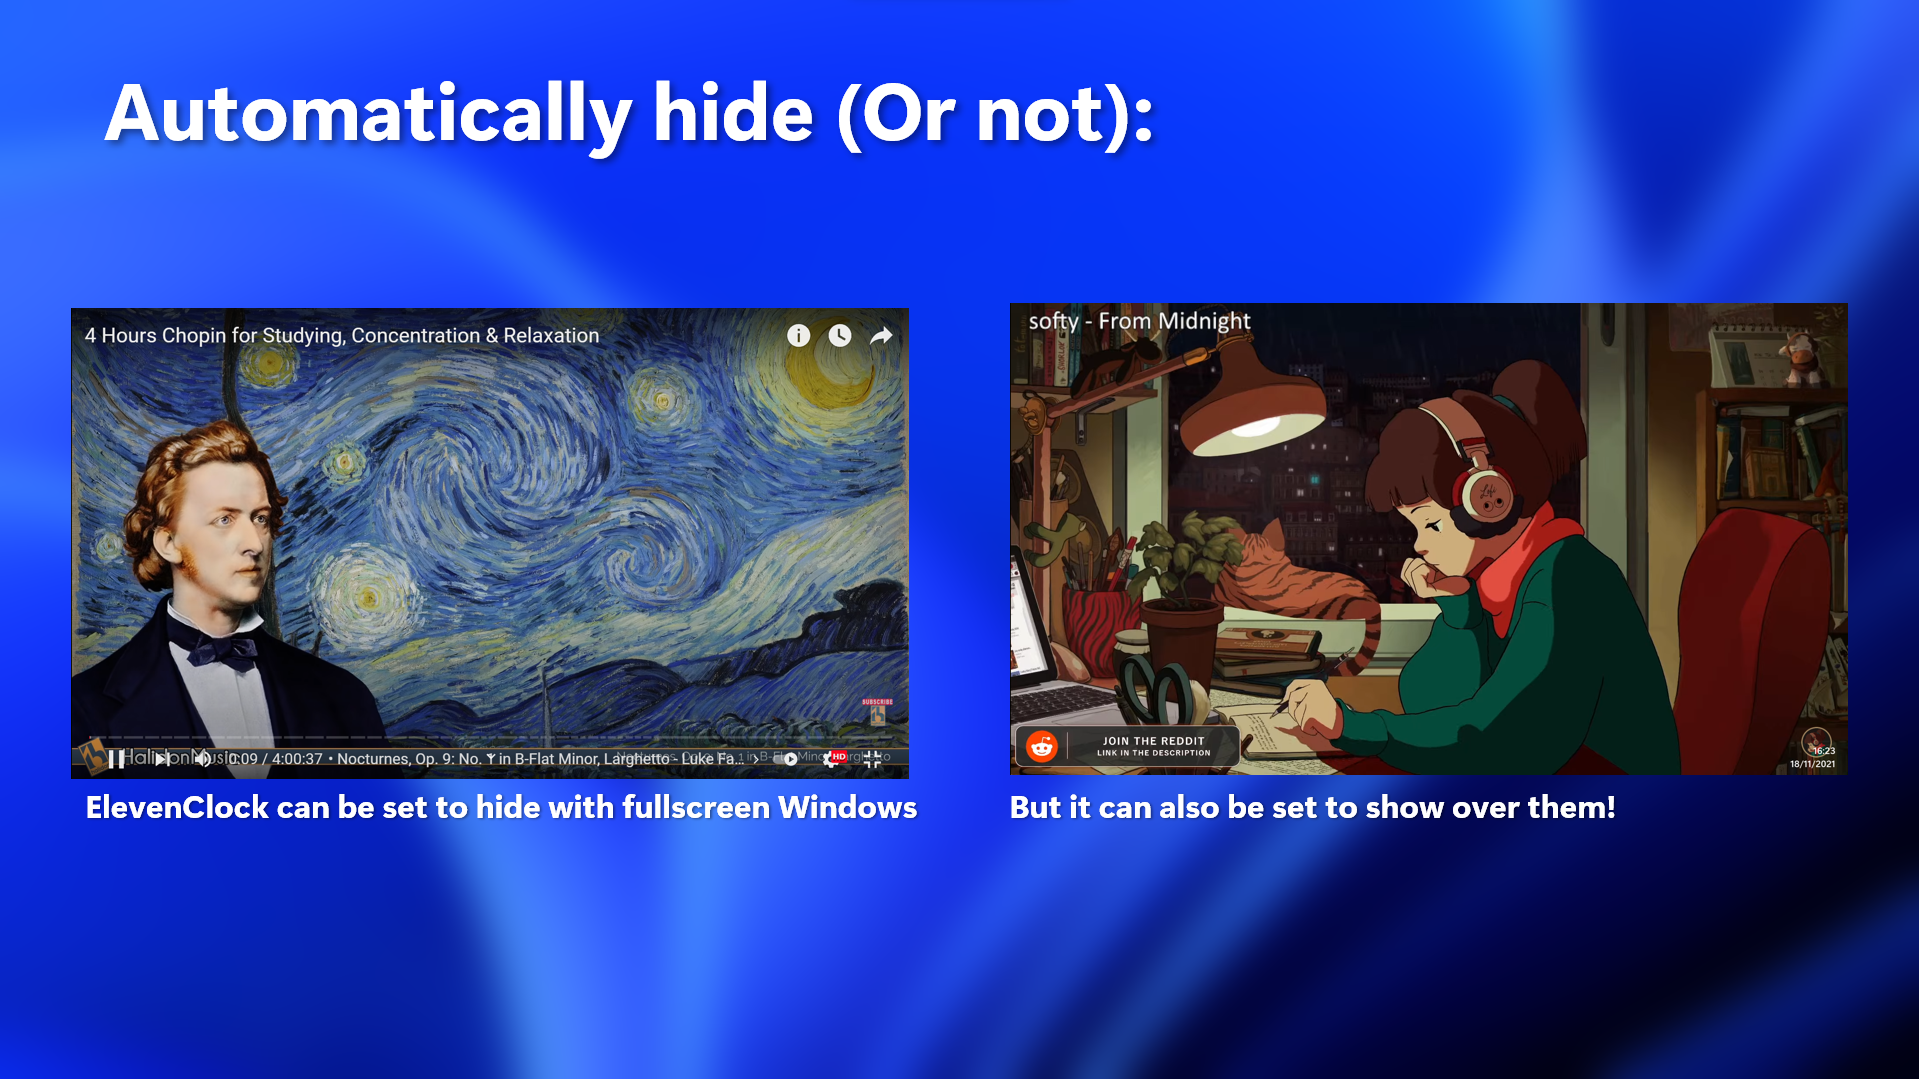 Automatically hide (Or not):
4 Hours Chopin for Studying, Concentration & Relaxation
SUBSCRIBE
0:09 / 4:00:37 • Nocturnes, Op. 9: No. 1 in B-Flat Minor, Larghetto - Luke Fa...
HD
ElevenClock can be set to hide with fullscreen Windows
softy - From Midnight
Lofi
JOIN THE REDDIT
LINK IN THE DESCRIPTION
16:23
18/11/2021
But it can also be set to show over them!